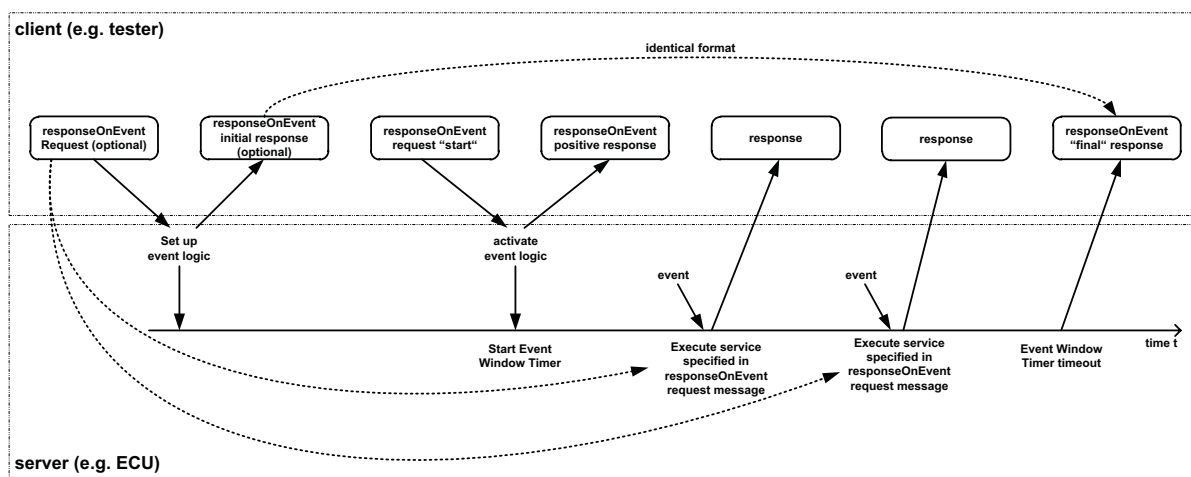 client (e.g. tester)
identical format
responseOnEvent
Request (optional)
responseOnEvent
initial response
(optional)
responseOnEvent
request “start“
responseOnEvent
positive response
response
response
responseOnEvent
“final“ response
Set up
event logic
activate
event logic
event
event
Start Event
Window Timer
Execute service
specified in
responseOnEvent
request message
Execute service
specified in
responseOnEvent
request message
Event Window
Timer timeout
time t
server (e.g. ECU)